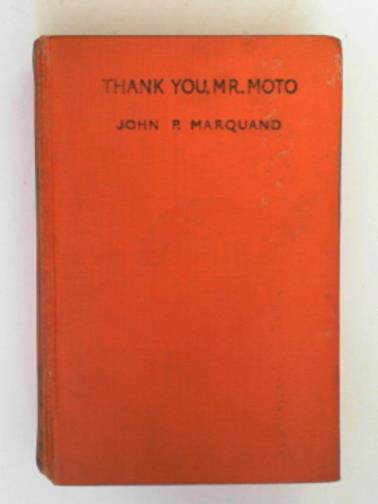 THANK YOU, MR. MOTO
JOHN P. MARQUAND